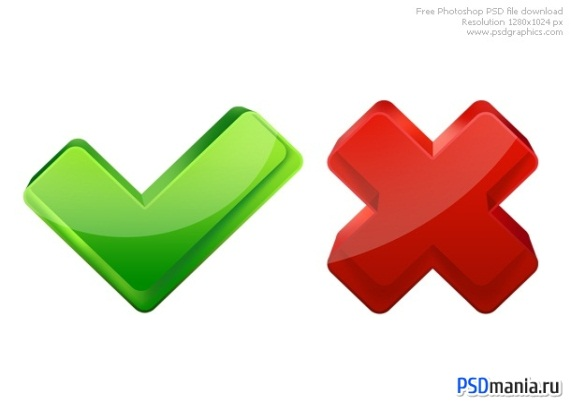 Free Photoshop PSD file download
Resolution 1280x1024 px
www.psdgraphics.com
PSDmania.ru